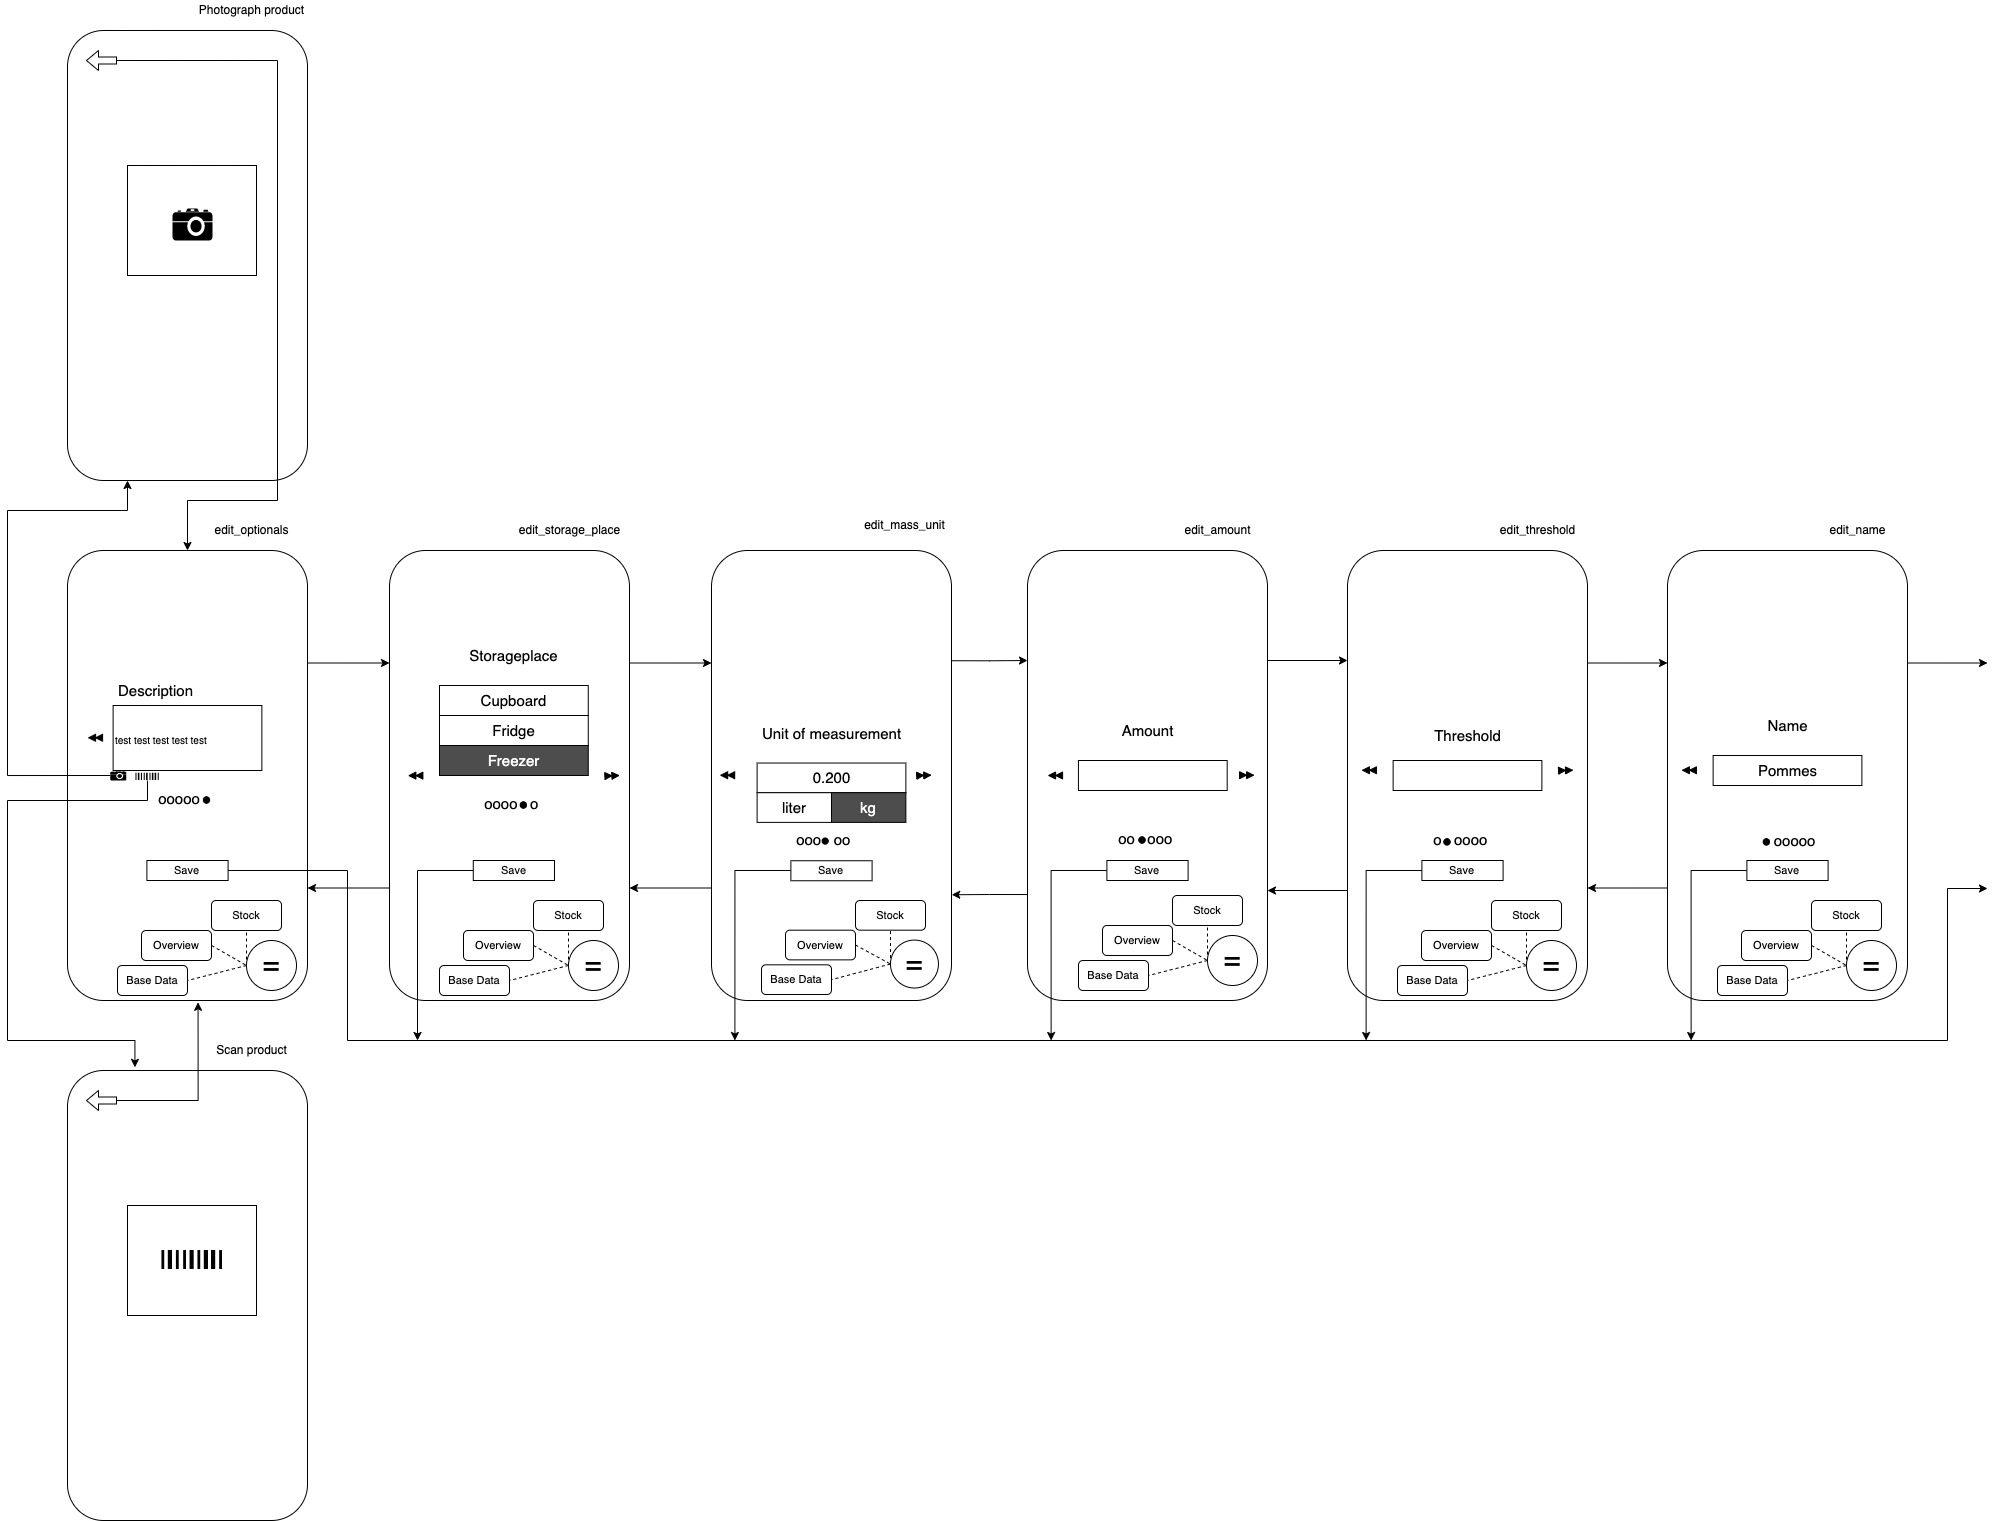 Photograph product
edit_optionals
Description
test test test test test
ooooo●
Save
Stock
Overview
Base Data
=
edit_storage_place
Storageplace
Cupboard
Fridge
Freezer
oooo●o
Save
Stock
Overview
Base Data
=
edit_mass_unit
Unit of measurement
0.200
liter kg
ooo● oo
Save
Stock
Overview
Base Data
=
edit_amount
Amount
oo ●ooo
Save
Stock
Overview
Base Data
=
edit_threshold
Threshold
o● oooo
Save
Stock
Overview
Base Data
=
edit_name
Name
Pommes
● ooooo
Save
Stock
Overview
Base Data
=
Scan product